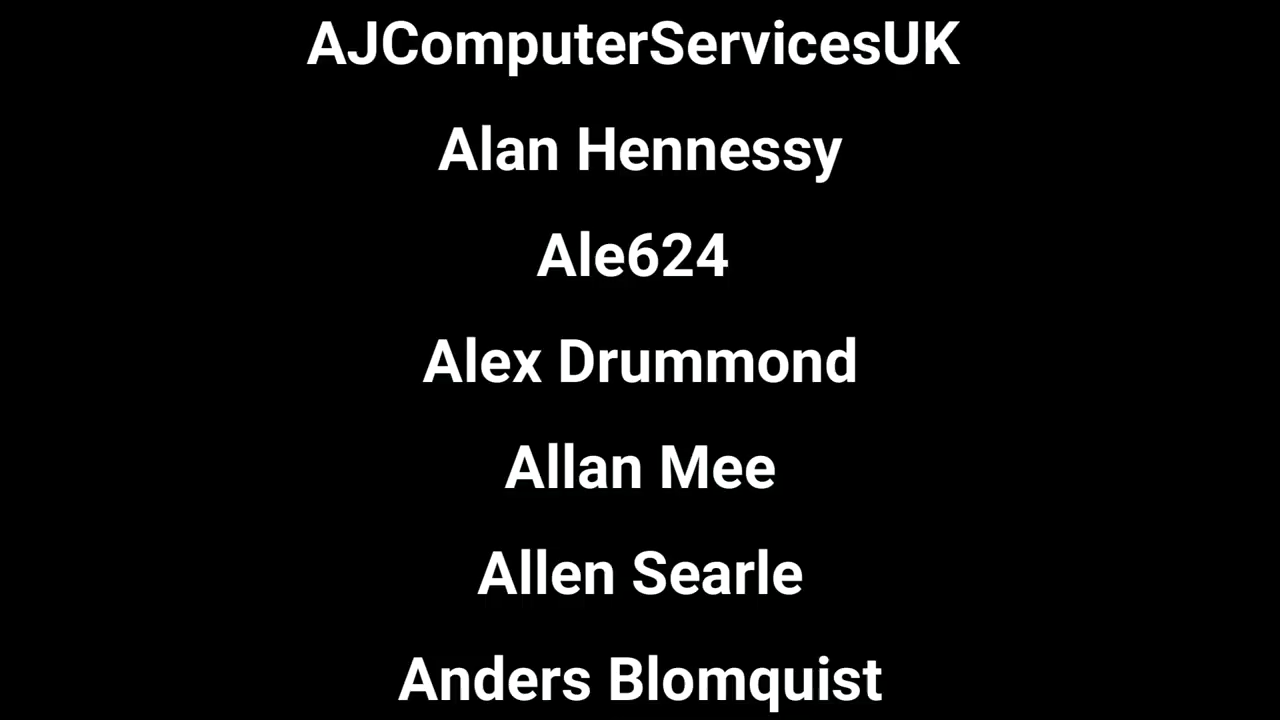 AJComputerServicesUK
Alan Hennessy
Ale624
Alex Drummond
Allan Mee
Allen Searle
Anders Blomquist